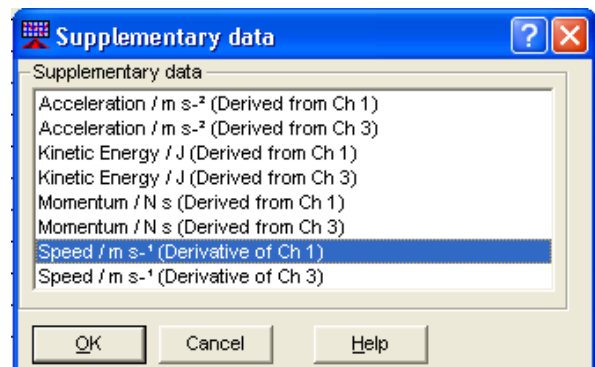 Supplementary data
Supplementary data
Acceleration / m s-² (Derived from Ch 1)
Acceleration / m s-² (Derived from Ch 3)
Kinetic Energy / J (Derived from Ch 1)
Kinetic Energy / J (Derived from Ch 3)
Momentum / N s (Derived from Ch 1)
Momentum / N s (Derived from Ch 3)
Speed / m s-¹ (Derivative of Ch 1)
Speed / m s-¹ (Derivative of Ch 3)
OK Cancel Help